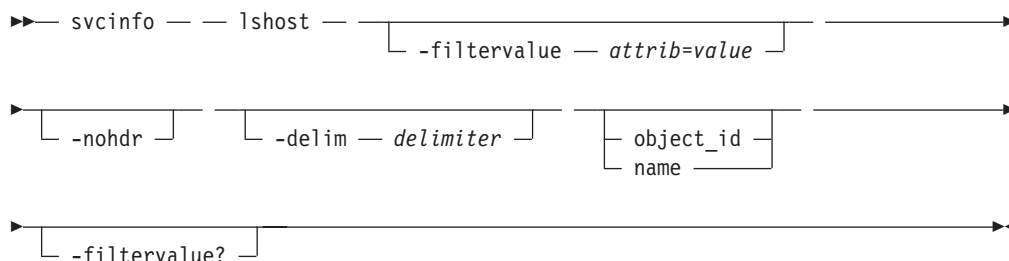 svcinfo lshost
-filtervalue attrib=value
-nohdr -delim delimiter object_id
name
-filtervalue?